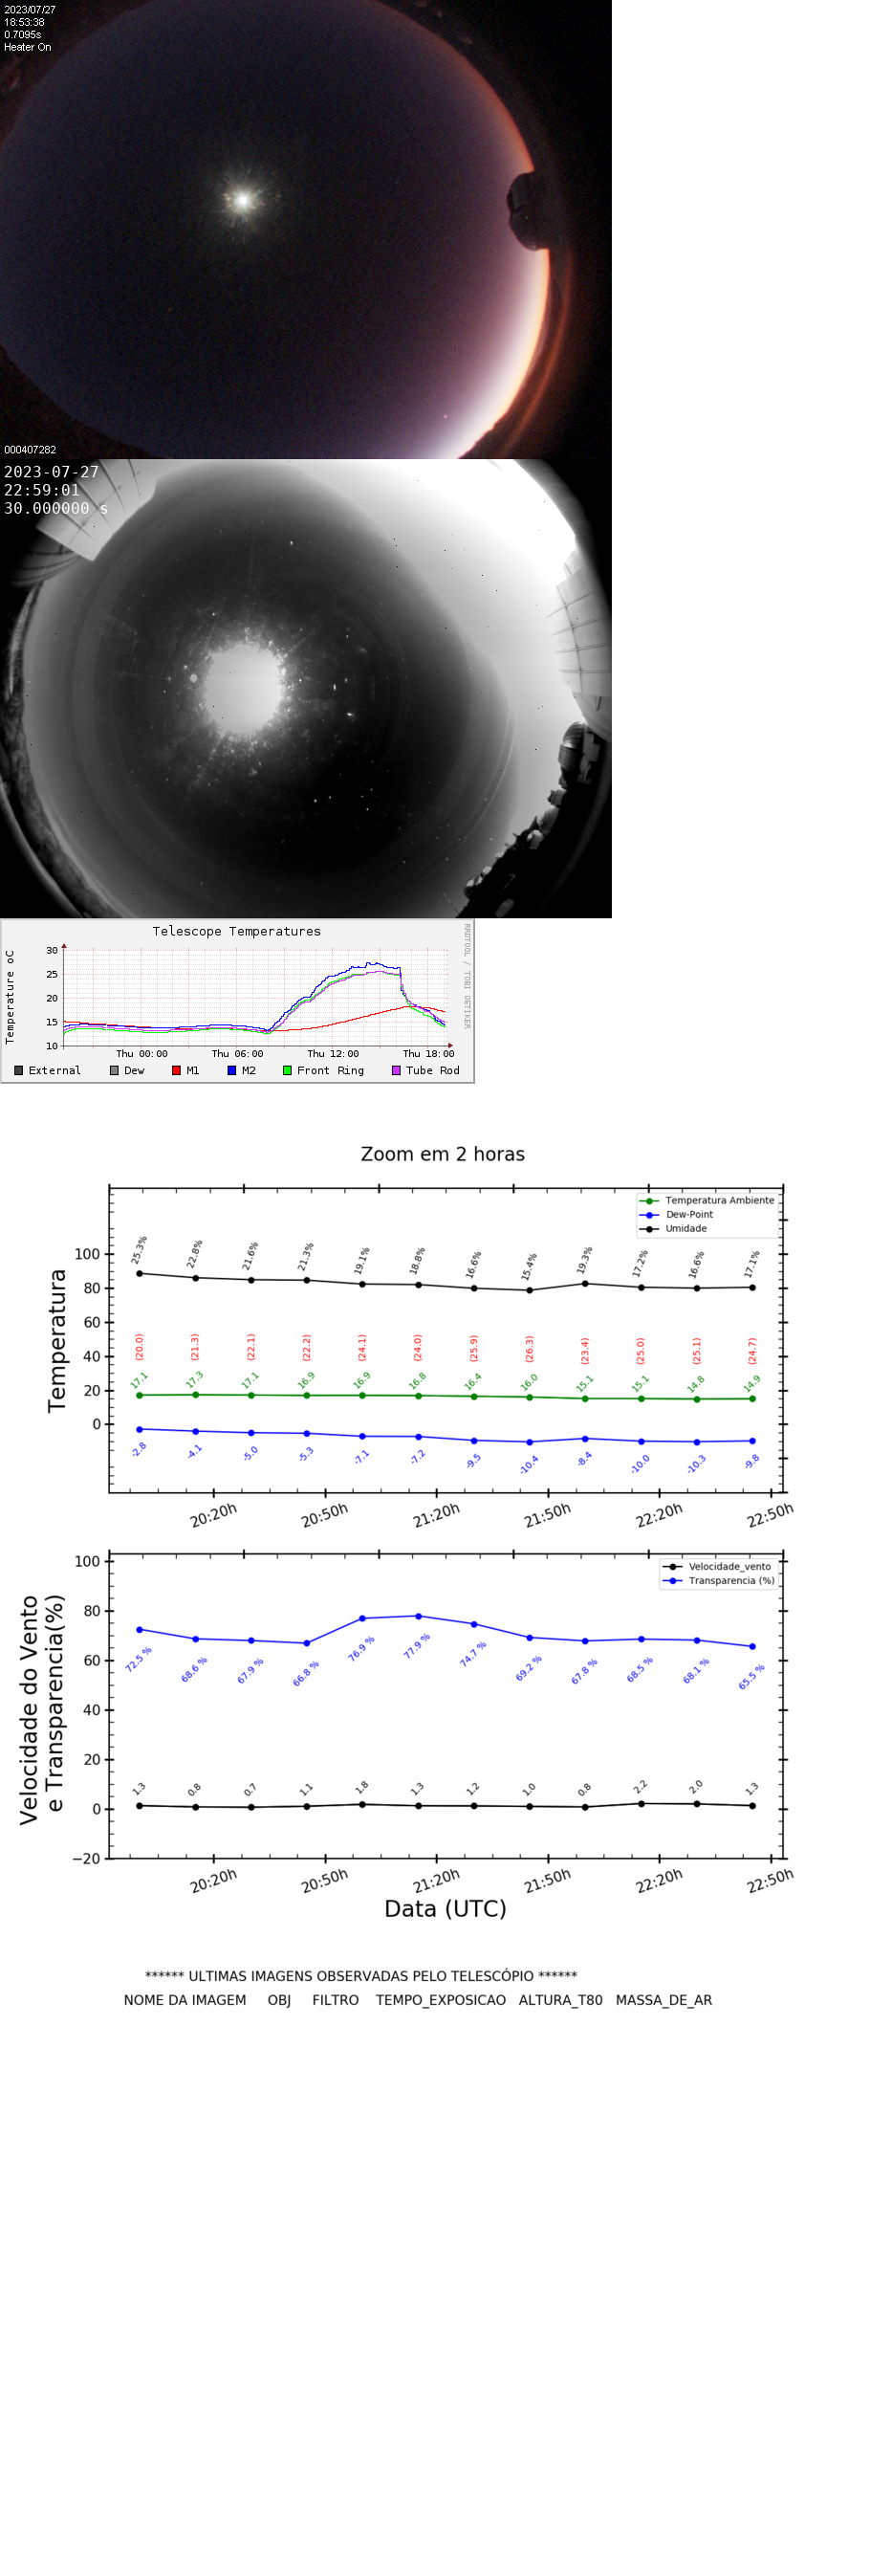 2023/07/27
18:53:38
0.7095s
Heater On
000407282
2023-07-27
22:59:01
30.000000 s
Telescope Temperatures
RRDTOOL / TOBI OETIKER
Temperature oC
30
25
20
15
10
Thu 00:00 Thu 06:00 Thu 12:00 Thu 18:00
External Dew M1 M2 Front Ring Tube Rod
Zoom em 2 horas
Temperatura Ambiente
Dew-Point
Umidade
Temperatura
100
80
60
40
20
0
25.3% 22.8% 21.6% 21.3% 19.1% 18.8% 16.6% 15.4% 19.3% 17.2% 16.6% 17.1%
(20.0) (21.3) (22.1) (22.2) (24.1) (24.0) (25.9) (26.3) (23.4) (25.0) (25.1) (24.7)
17.1 17.3 17.1 16.9 16.9 16.8 16.4 16.0 15.1 15.1 14.8 14.9
-2.8 -4.1 -5.0 -5.3 -7.1 -7.2 -9.5 -10.4 -8.4 -10.0 -10.3 -9.8
20:20h 20:50h 21:20h 21:50h 22:20h 22:50h
Velocidade_vento
Transparencia (%)
Velocidade do Vento
e Transparencia(%)
100
80
60
40
20
0
−20
72.5 % 68.6 % 67.9 % 66.8 % 76.9 % 77.9 % 74.7 % 69.2 % 67.8 % 68.5 % 68.1 % 65.5 %
1.3 0.8 0.7 1.1 1.8 1.3 1.2 1.0 0.8 2.2 2.0 1.3
20:20h 20:50h 21:20h 21:50h 22:20h 22:50h
Data (UTC)
****** ULTIMAS IMAGENS OBSERVADAS PELO TELESCÓPIO ******
NOME DA IMAGEM OBJ FILTRO TEMPO_EXPOSICAO ALTURA_T80 MASSA_DE_AR